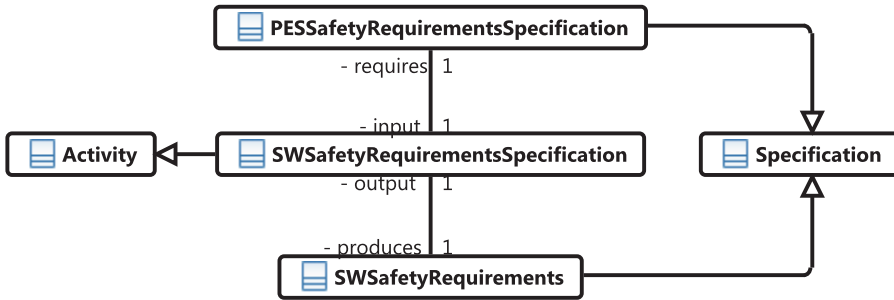 PESSafetyRequirementsSpecification
- requires 1
- input 1
Activity
SWSafetyRequirementsSpecification
Specification
- output 1
- produces 1
SWSafetyRequirements